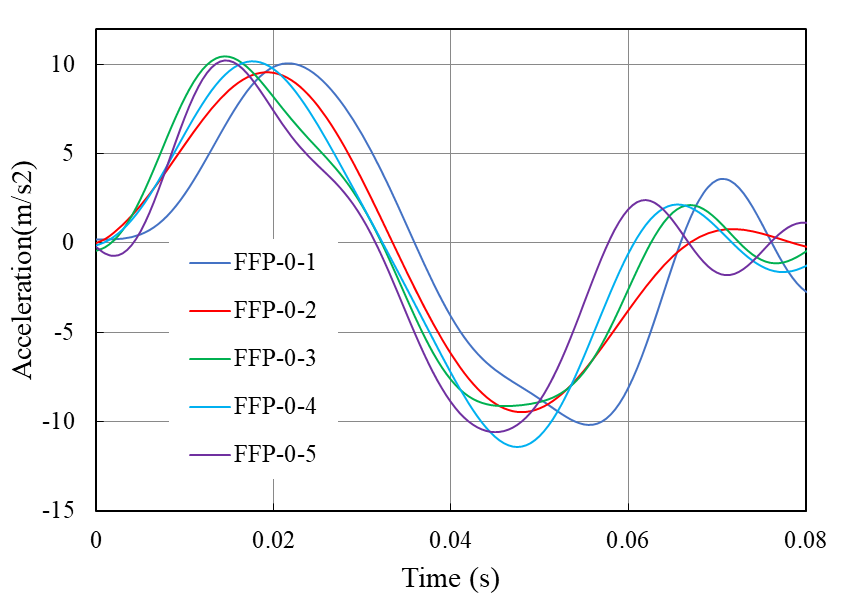 Acceleration(m/s2)
10
5
0
-5
-10
-15
FFP-0-1
FFP-0-2
FFP-0-3
FFP-0-4
FFP-0-5
0
0.02
0.04
0.06
0.08
Time (s)